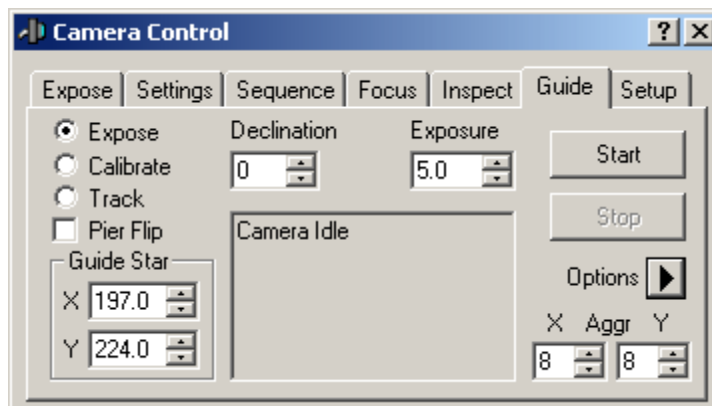 Camera Control
?
Expose Settings Sequence Focus Inspect Guide Setup
Expose
Calibrate
Track
Pier Flip
Guide Star
X 197.0
Y 224.0
Declination
0
Exposure
5.0
Camera Idle
Start
Stop
Options
X Aggr Y
8 8